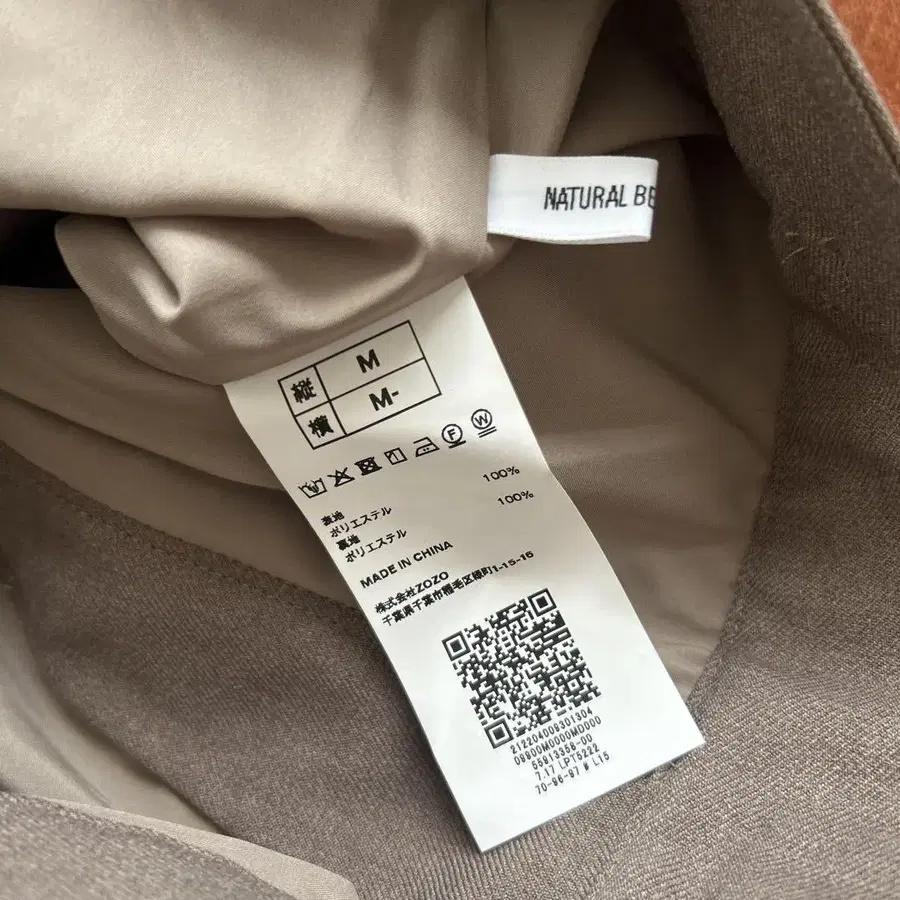 NATURAL BE
縦 M
横 M-
F W
表地
ポリエステル 100%
裏地
ポリエステル 100%
MADE IN CHINA
株式会社ZOZO
千葉県千葉市稲毛区緑町1-15-16
212204008301304
08900M0000MD000
55913358-00
7.17 LPT5222
70-96-97 # L15